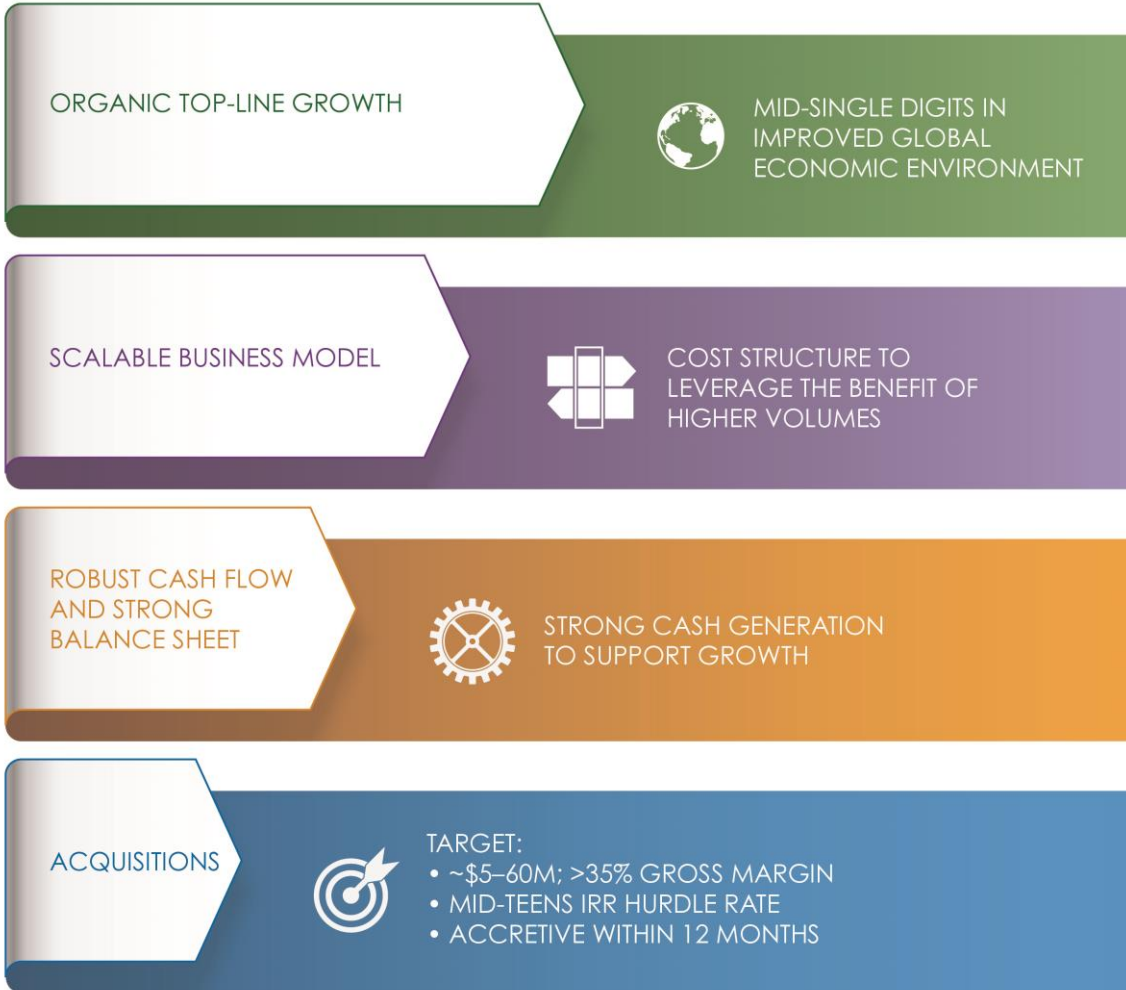 ORGANIC TOP-LINE GROWTH
MID-SINGLE DIGITS IN
IMPROVED GLOBAL
ECONOMIC ENVIRONMENT
SCALABLE BUSINESS MODEL
COST STRUCTURE TO
LEVERAGE THE BENEFIT OF
HIGHER VOLUMES
ROBUST CASH FLOW
AND STRONG
BALANCE SHEET
STRONG CASH GENERATION
TO SUPPORT GROWTH
ACQUISITIONS
TARGET:
• ~$5–60M; >35% GROSS MARGIN
• MID-TEENS IRR HURDLE RATE
• ACCRETIVE WITHIN 12 MONTHS